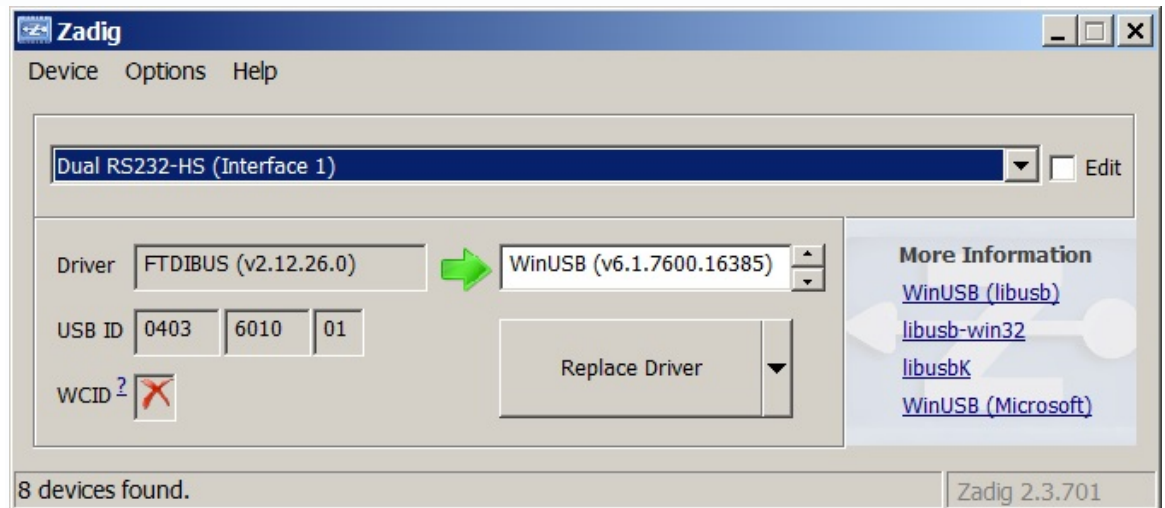 Zadig
Device Options Help
Dual RS232-HS (Interface 1)
Edit
Driver FTDIBUS (v2.12.26.0) WinUSB (v6.1.7600.16385)
USB ID 0403 6010 01
WCID ?
Replace Driver
More Information
WinUSB (libusb)
libusb-win32
libusbK
WinUSB (Microsoft)
8 devices found.
Zadig 2.3.701